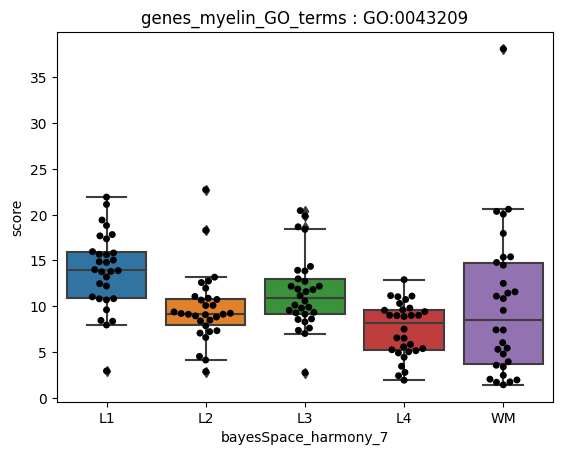 genes_myelin_GO_terms : GO:0043209
35
30
25
20
15
10
5
0
score
L1 L2 L3 L4 WM
bayesSpace_harmony_7